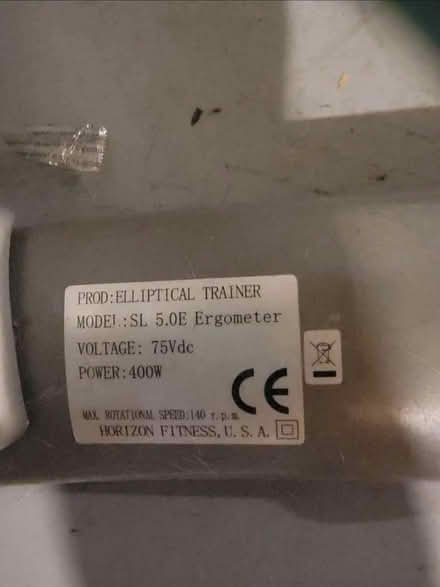 PROD:ELLIPTICAL TRAINER
MODEL:SL 5.0E Ergometer
VOLTAGE: 75Vdc
POWER:400W
CE
MAX. ROTATIONAL SPEED:140 r.p.m.
HORIZON FITNESS, U. S. A.